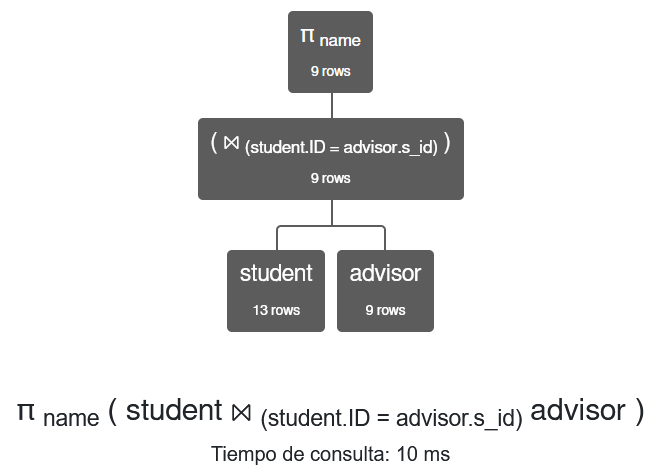 π name
9 rows
( ⋈ (student.ID = advisor.s_id) )
9 rows
student
13 rows
advisor
9 rows
π name ( student ⋈ (student.ID = advisor.s_id) advisor )
Tiempo de consulta: 10 ms